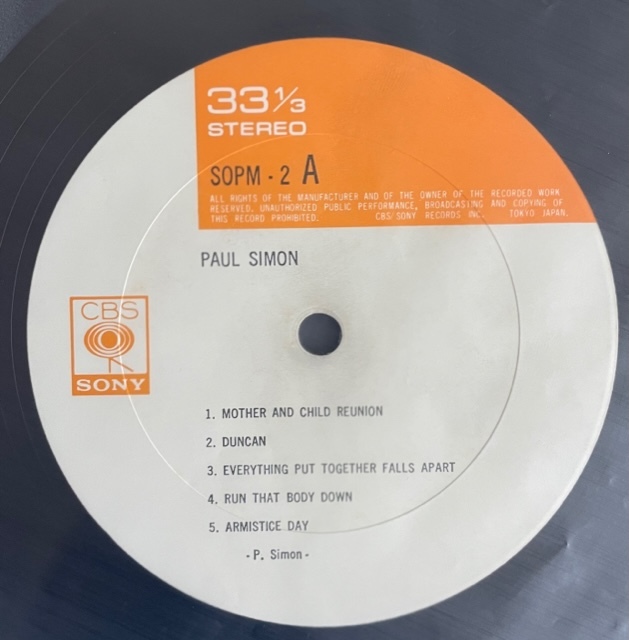 33 1/3
STEREO
SOPM - 2 A
ALL RIGHTS OF THE MANUFACTURER AND OF THE OWNER OF THE RECORDED WORK
RESERVED. UNAUTHORIZED PUBLIC PERFORMANCE, BROADCASTING AND COPYING OF
THIS RECORD PROHIBITED. CBS/SONY RECORDS INC. TOKYO JAPAN.
PAUL SIMON
CBS
SONY
1. MOTHER AND CHILD REUNION
2. DUNCAN
3. EVERYTHING PUT TOGETHER FALLS APART
4. RUN THAT BODY DOWN
5. ARMISTICE DAY
- P. Simon -